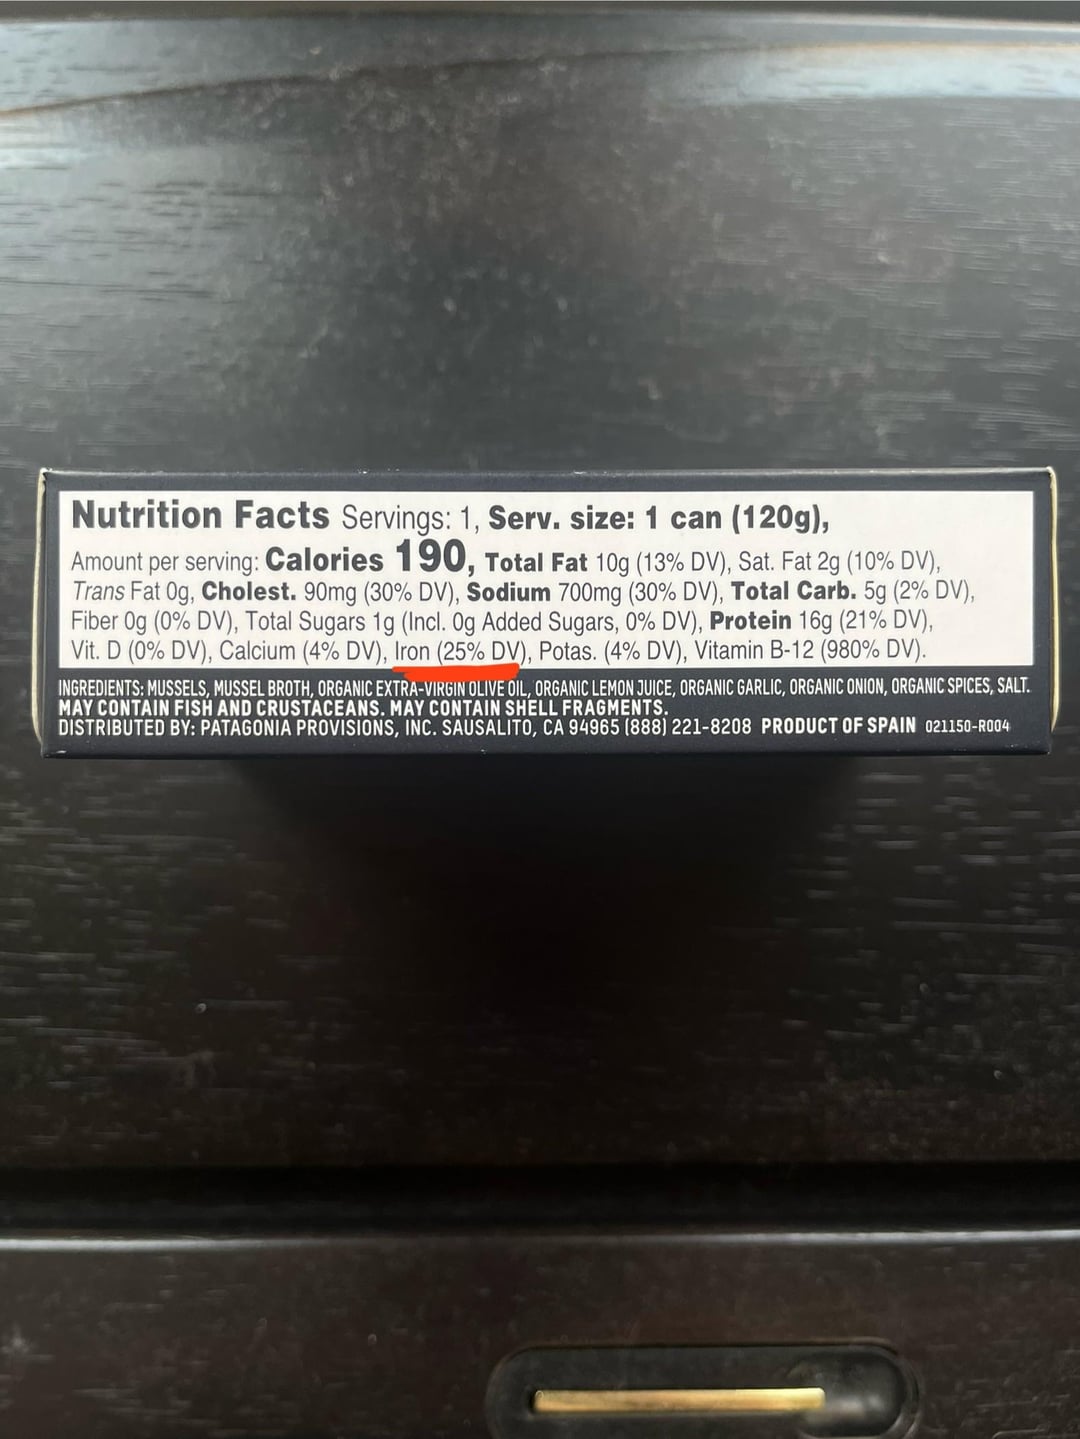 Nutrition Facts Servings: 1, Serv. size: 1 can (120g),
Amount per serving: Calories 190, Total Fat 10g (13% DV), Sat. Fat 2g (10% DV),
Trans Fat 0g, Cholest. 90mg (30% DV), Sodium 700mg (30% DV), Total Carb. 5g (2% DV),
Fiber 0g (0% DV), Total Sugars 1g (Incl. 0g Added Sugars, 0% DV), Protein 16g (21% DV),
Vit. D (0% DV), Calcium (4% DV), Iron (25% DV), Potas. (4% DV), Vitamin B-12 (980% DV).
INGREDIENTS: MUSSELS, MUSSEL BROTH, ORGANIC EXTRA-VIRGIN OLIVE OIL, ORGANIC LEMON JUICE, ORGANIC GARLIC, ORGANIC ONION, ORGANIC SPICES, SALT.
MAY CONTAIN FISH AND CRUSTACEANS. MAY CONTAIN SHELL FRAGMENTS.
DISTRIBUTED BY: PATAGONIA PROVISIONS, INC. SAUSALITO, CA 94965 (888) 221-8208 PRODUCT OF SPAIN 021150-R004